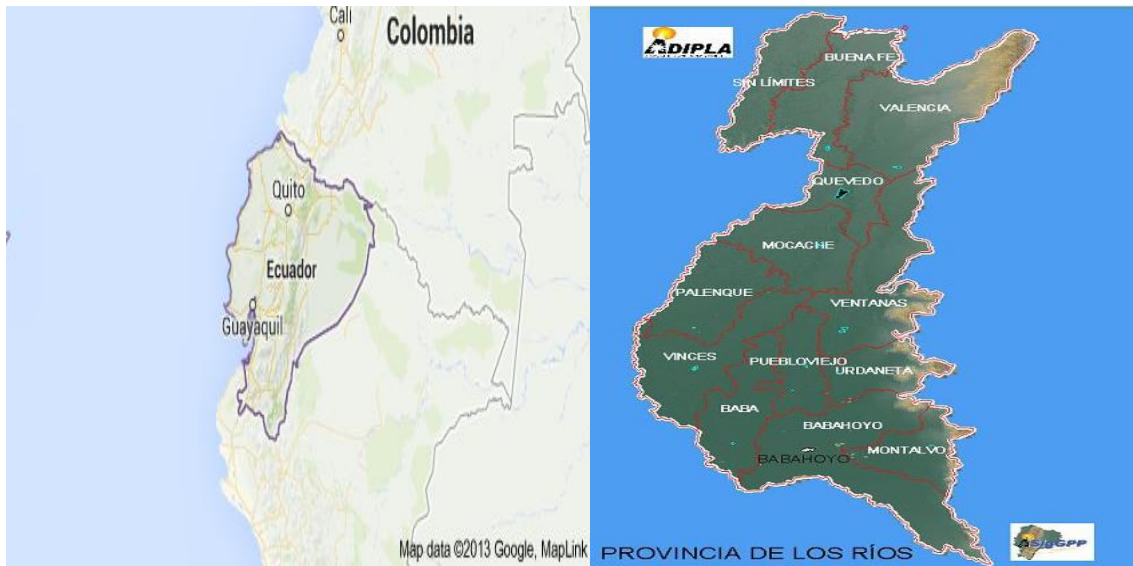 Cali
Colombia
Quito
Ecuador
Guayaquil
Map data ©2013 Google, MapLink
ADIPLA
BUENA FE
SIN LÍMITES
VALENCIA
QUEVEDO
MOCACHE
PALENQUE
VENTANAS
VINCES
PUEBLOVIEJO
URDANETA
BABA
BABAHOYO
MONTALVO
BABAHOYO
PROVINCIA DE LOS RÍOS